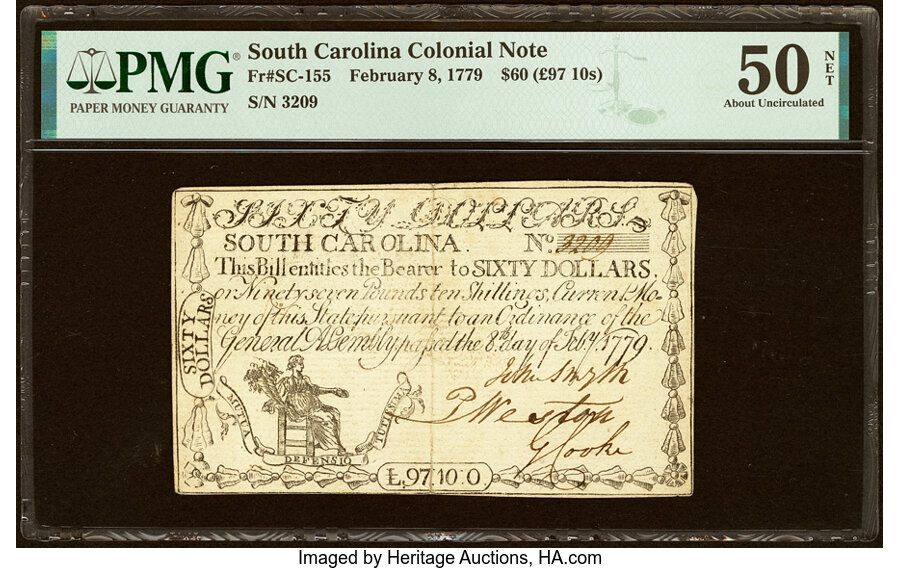 PMG®
PAPER MONEY GUARANTY
South Carolina Colonial Note
Fr#SC-155 February 8, 1779 $60 (£97 10s)
S/N 3209
50 NET
About Uncirculated
SIXTY DOLLARS
SOUTH CAROLINA. No. 3209
This Bill entitles the Bearer to SIXTY DOLLARS.
or Ninety seven Pounds ten Shillings, Current Mo-
ney of this State pursuant to an Ordinance of the
General Assembly, passed the 8th day of Feby. 1779.
SIXTY
DOLLARS
John Smyth
P Weston
G Cooke
MUTUA
DEFENSIO
TUTISSIMA
£.97.10.0
Imaged by Heritage Auctions, HA.com